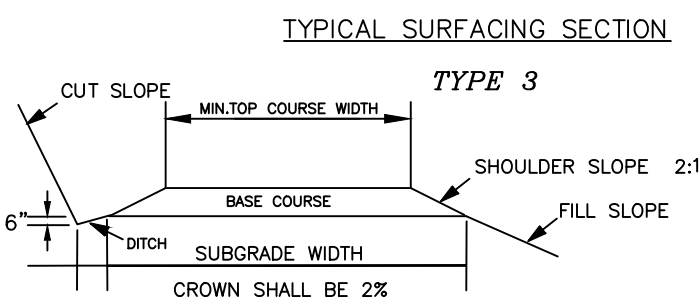 TYPICAL SURFACING SECTION
TYPE 3
CUT SLOPE
MIN.TOP COURSE WIDTH
SHOULDER SLOPE 2:1
BASE COURSE
FILL SLOPE
6"
DITCH
SUBGRADE WIDTH
CROWN SHALL BE 2%